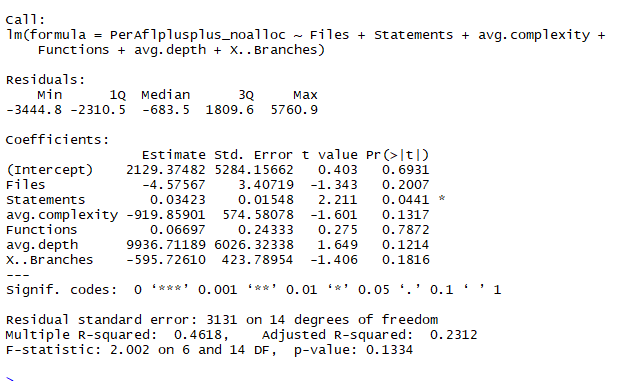 Call:
lm(formula = PerAflplusplus_noalloc ~ Files + Statements + avg.complexity +
    Functions + avg.depth + X..Branches)

Residuals:
    Min      1Q  Median      3Q     Max
-3444.8 -2310.5  -683.5  1809.6  5760.9

Coefficients:
                 Estimate Std. Error t value Pr(>|t|)
(Intercept)    2129.37482 5284.15662   0.403   0.6931
Files            -4.57567    3.40719  -1.343   0.2007
Statements        0.03423    0.01548   2.211   0.0441 *
avg.complexity -919.85901  574.58078  -1.601   0.1317
Functions         0.06697    0.24333   0.275   0.7872
avg.depth      9936.71189 6026.32338   1.649   0.1214
X..Branches    -595.72610  423.78954  -1.406   0.1816
---
Signif. codes:  0 ‘***’ 0.001 ‘**’ 0.01 ‘*’ 0.05 ‘.’ 0.1 ‘ ’ 1

Residual standard error: 3131 on 14 degrees of freedom
Multiple R-squared:  0.4618,	Adjusted R-squared:  0.2312
F-statistic: 2.002 on 6 and 14 DF,  p-value: 0.1334

>